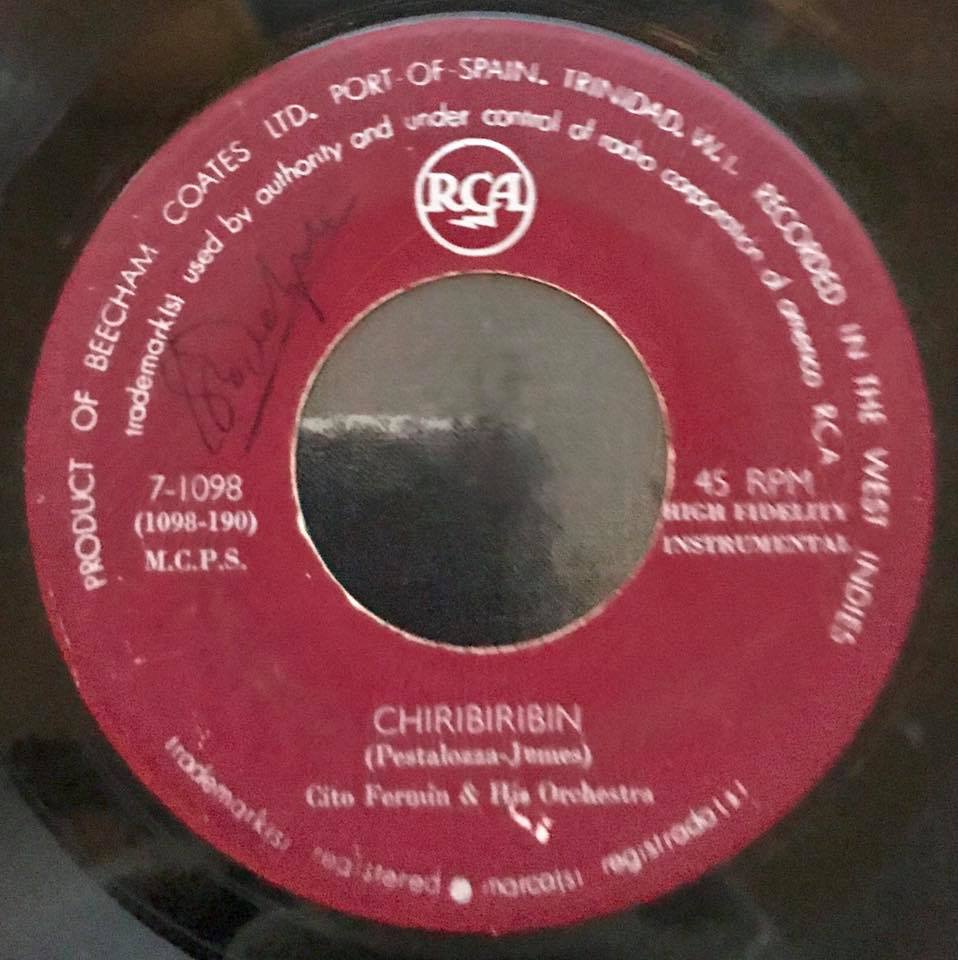 PRODUCT OF BEECHAM COATES LTD. PORT-OF-SPAIN. TRINIDAD. W.I. RECORDED IN THE WEST INDIES
trademark(s) used by authority and under control of radio corporation of america RCA
RCA
7-1098
(1098-190)
M.C.P.S.
45 RPM
HIGH FIDELITY
INSTRUMENTAL
CHIRIBIRIBIN
(Pestalozza-James)
Cito Fermin & His Orchestra
trademark(s) registered ● marca(s) registrada(s)